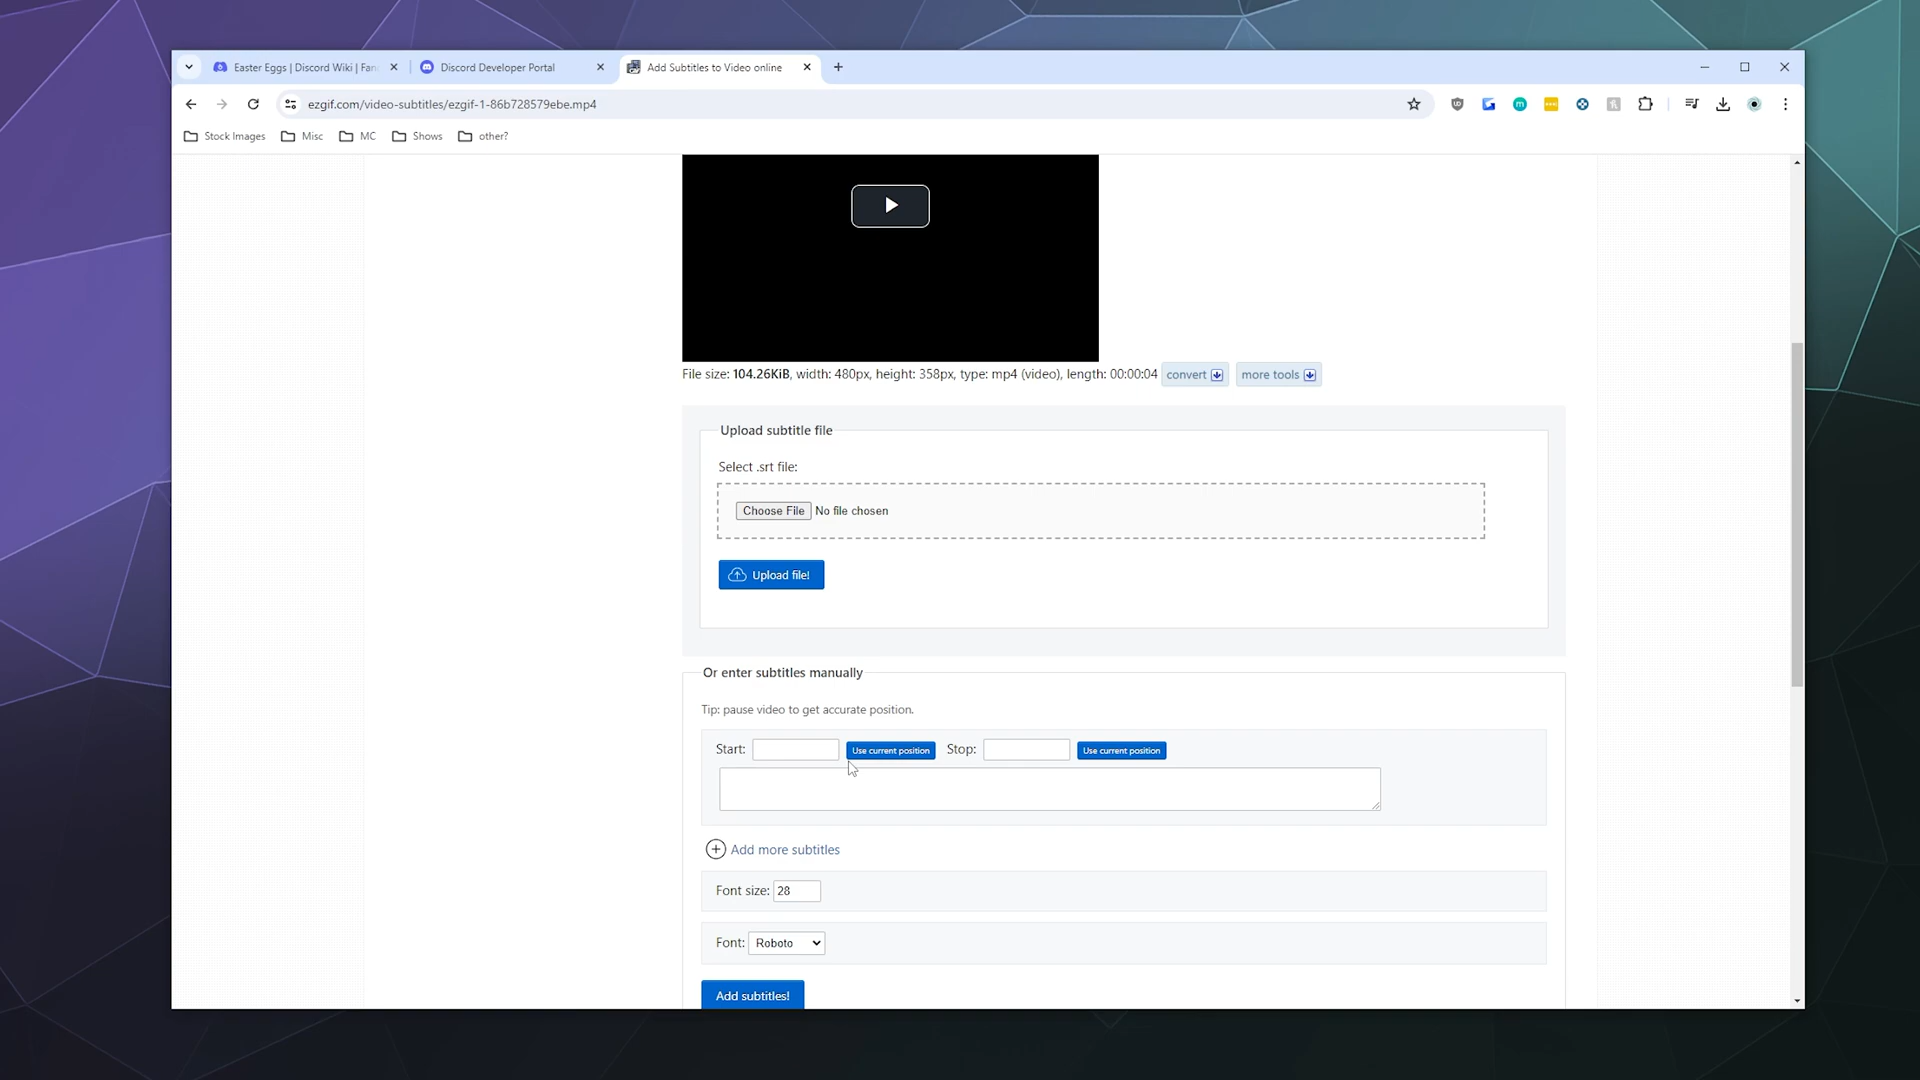 Easter Eggs | Discord Wiki | Fan
Discord Developer Portal
Add Subtitles to Video online
ezgif.com/video-subtitles/ezgif-1-86b728579ebe.mp4
Stock Images
Misc
MC
Shows
other?
File size: 104.26KiB, width: 480px, height: 358px, type: mp4 (video), length: 00:00:04
convert
more tools
Upload subtitle file
Select .srt file:
Choose File No file chosen
Upload file!
Or enter subtitles manually
Tip: pause video to get accurate position.
Start: Use current position Stop: Use current position
Add more subtitles
Font size: 28
Font: Roboto
Add subtitles!